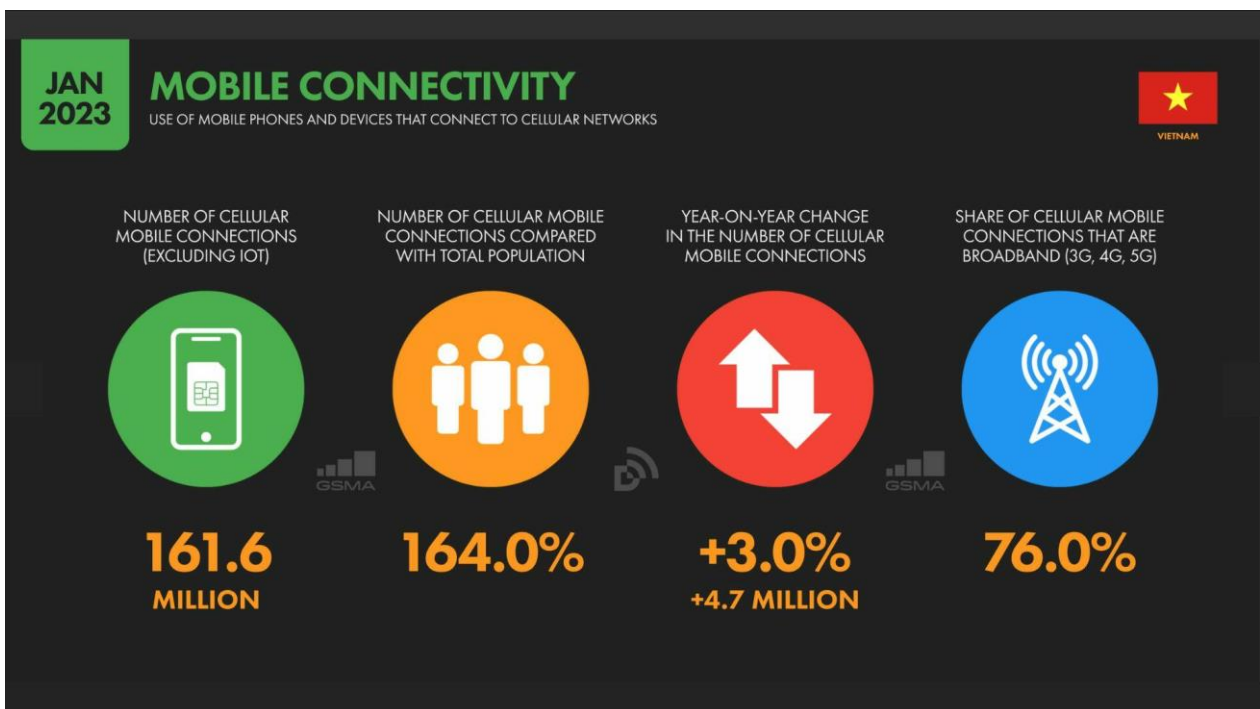 JAN
2023
MOBILE CONNECTIVITY
USE OF MOBILE PHONES AND DEVICES THAT CONNECT TO CELLULAR NETWORKS
VIETNAM
NUMBER OF CELLULAR
MOBILE CONNECTIONS
(EXCLUDING IOT)
161.6
MILLION
NUMBER OF CELLULAR MOBILE
CONNECTIONS COMPARED
WITH TOTAL POPULATION
164.0%
YEAR-ON-YEAR CHANGE
IN THE NUMBER OF CELLULAR
MOBILE CONNECTIONS
+3.0%
+4.7 MILLION
SHARE OF CELLULAR MOBILE
CONNECTIONS THAT ARE
BROADBAND (3G, 4G, 5G)
76.0%
GSMA
GSMA